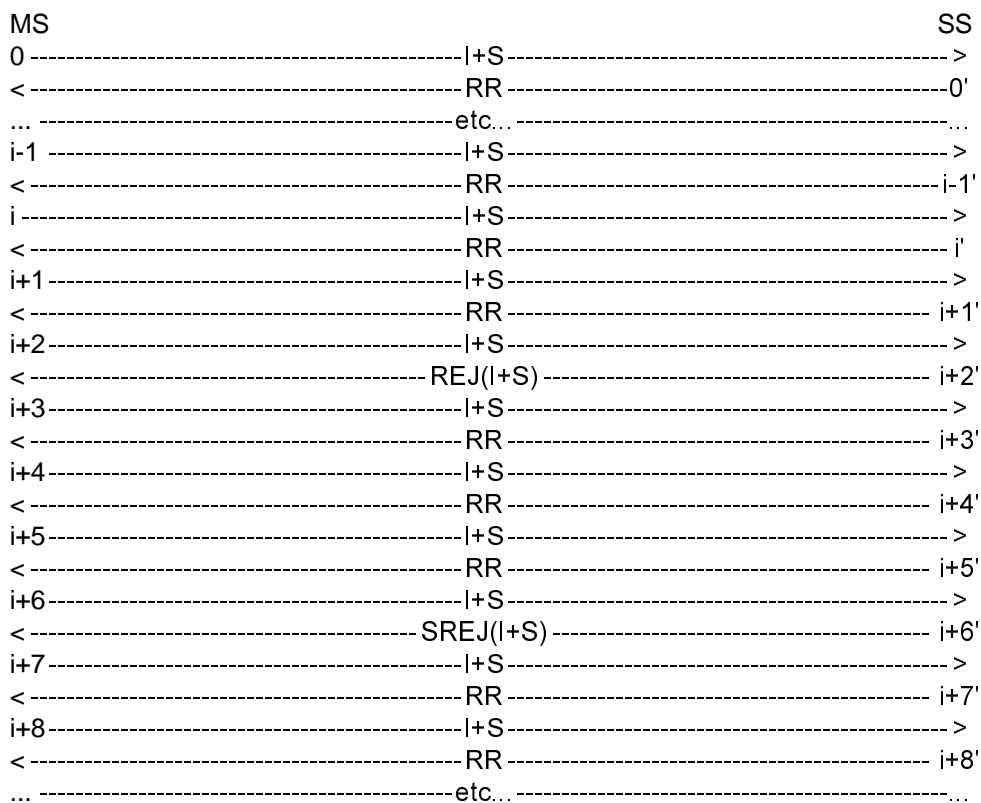 MS SS
0 ------------------------I+S------------------------ >
< ------------------------ RR ------------------------0'
... ------------------------etc... ------------------------...
i-1 ------------------------I+S------------------------ >
< ------------------------ RR ------------------------ i-1'
i ------------------------I+S------------------------ >
< ------------------------ RR ------------------------ i'
i+1------------------------I+S------------------------ >
< ------------------------ RR ------------------------ i+1'
i+2------------------------I+S------------------------ >
< ------------------------ REJ(I+S) ------------------------ i+2'
i+3------------------------I+S------------------------ >
< ------------------------ RR ------------------------ i+3'
i+4------------------------I+S------------------------ >
< ------------------------ RR ------------------------ i+4'
i+5------------------------I+S------------------------ >
< ------------------------ RR ------------------------ i+5'
i+6------------------------I+S------------------------ >
< ------------------------ SREJ(I+S) ------------------------ i+6'
i+7------------------------I+S------------------------ >
< ------------------------ RR ------------------------ i+7'
i+8------------------------I+S------------------------ >
< ------------------------ RR ------------------------ i+8'
... ------------------------etc... ------------------------...